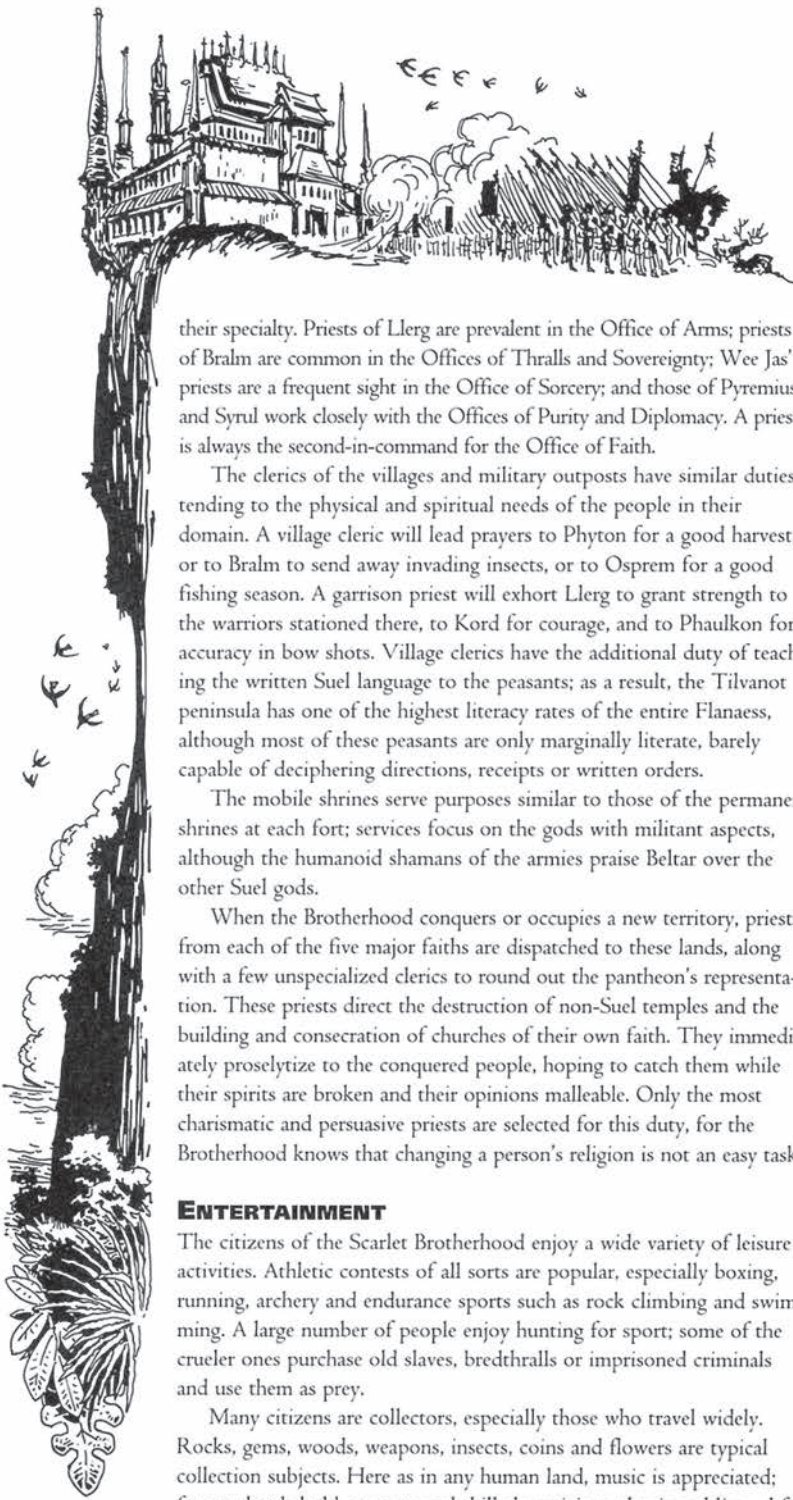 their specialty. Priests of Llerg are prevalent in the Office of Arms; priests
of Bralm are common in the Offices of Thralls and Sovereignty; Wee Jas'
priests are a frequent sight in the Office of Sorcery; and those of Pyremius
and Syrul work closely with the Offices of Purity and Diplomacy. A pries
is always the second-in-command for the Office of Faith.
The clerics of the villages and military outposts have similar duties
tending to the physical and spiritual needs of the people in their
domain. A village cleric will lead prayers to Phyton for a good harvest
or to Bralm to send away invading insects, or to Osprem for a good
fishing season. A garrison priest will exhort Llerg to grant strength to
the warriors stationed there, to Kord for courage, and to Phaulkon for
accuracy in bow shots. Village clerics have the additional duty of teach
ing the written Suel language to the peasants; as a result, the Tilvanot
peninsula has one of the highest literacy rates of the entire Flanaess,
although most of these peasants are only marginally literate, barely
capable of deciphering directions, receipts or written orders.
The mobile shrines serve purposes similar to those of the permane
shrines at each fort; services focus on the gods with militant aspects,
although the humanoid shamans of the armies praise Beltar over the
other Suel gods.
When the Brotherhood conquers or occupies a new territory, priest
from each of the five major faiths are dispatched to these lands, along
with a few unspecialized clerics to round out the pantheon's representa-
tion. These priests direct the destruction of non-Suel temples and the
building and consecration of churches of their own faith. They immedi
ately proselytize to the conquered people, hoping to catch them while
their spirits are broken and their opinions malleable. Only the most
charismatic and persuasive priests are selected for this duty, for the
Brotherhood knows that changing a person's religion is not an easy task
ENTERTAINMENT
The citizens of the Scarlet Brotherhood enjoy a wide variety of leisure
activities. Athletic contests of all sorts are popular, especially boxing,
running, archery and endurance sports such as rock climbing and swim
ming. A large number of people enjoy hunting for sport; some of the
crueler ones purchase old slaves, bredthralls or imprisoned criminals
and use them as prey.
Many citizens are collectors, especially those who travel widely.
Rocks, gems, woods, weapons, insects, coins and flowers are typical
collection subjects. Here as in any human land, music is appreciated;